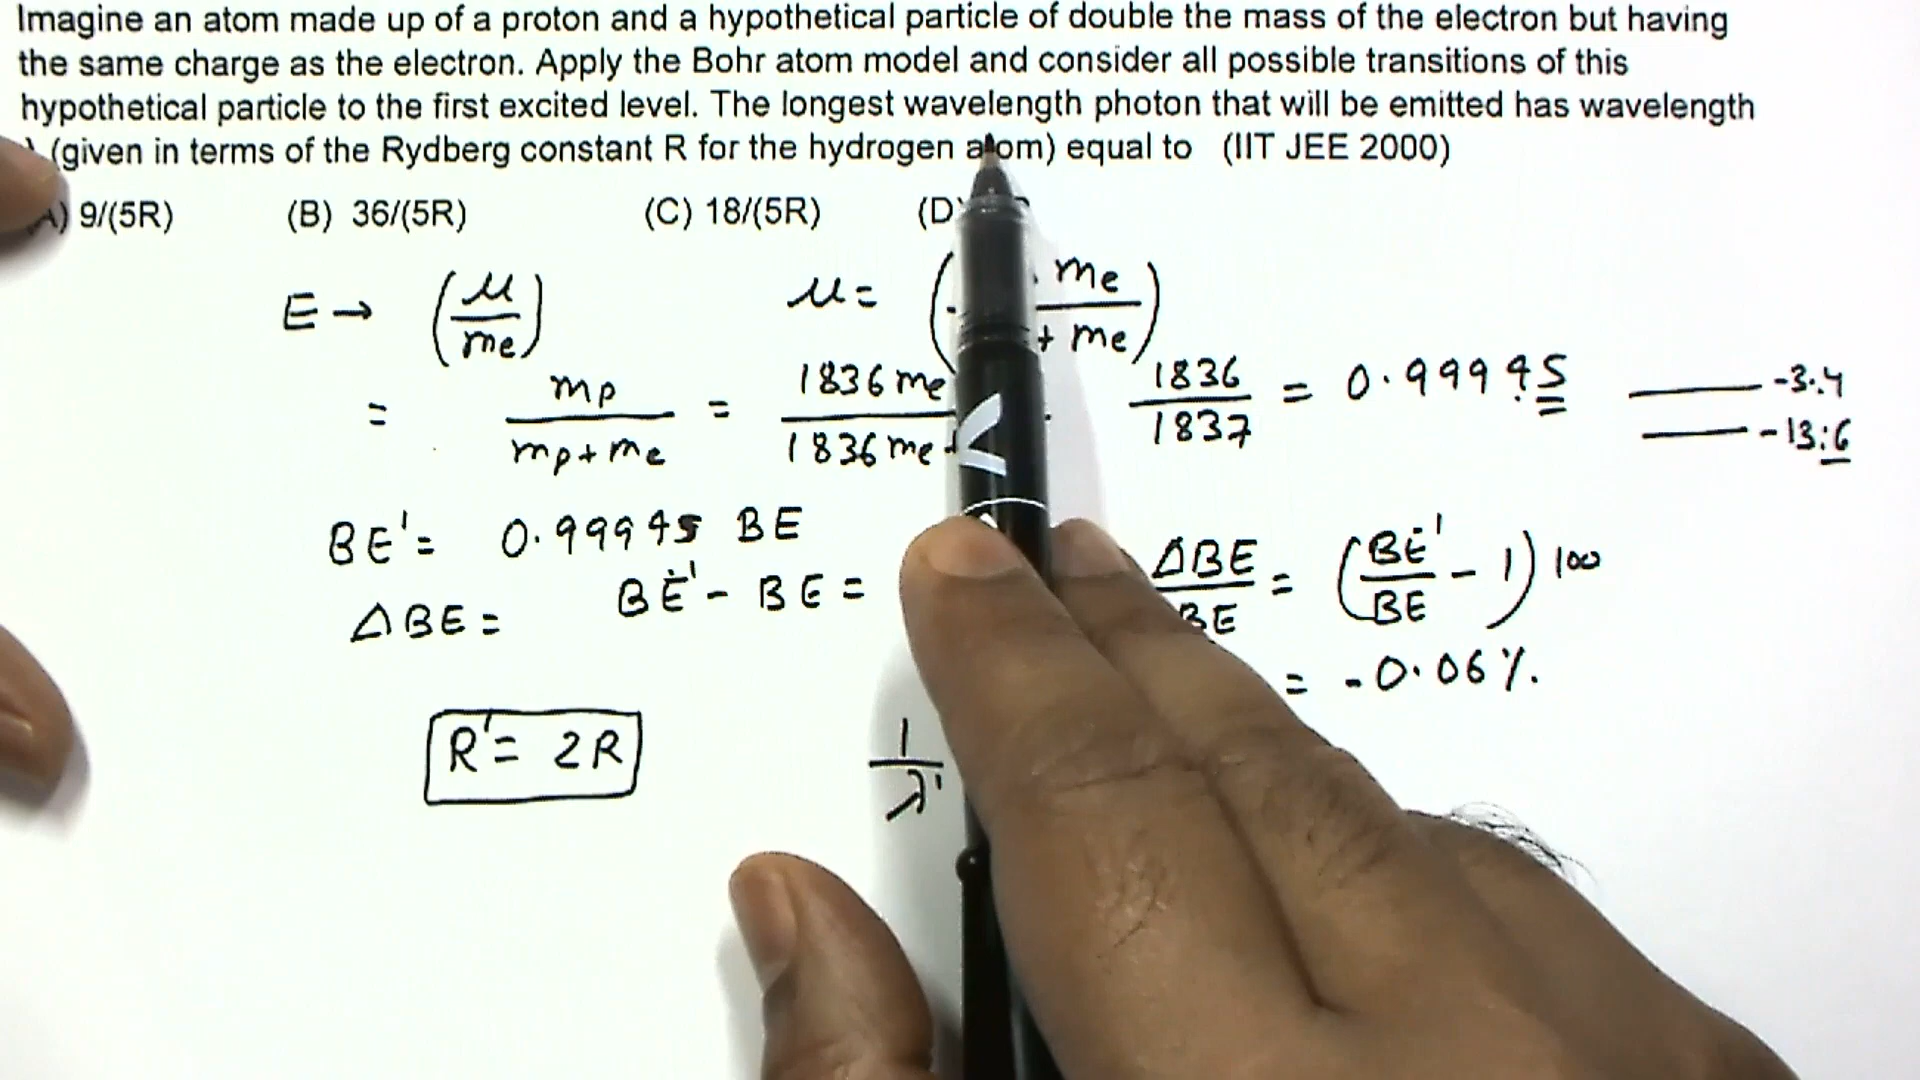 Imagine an atom made up of a proton and a hypothetical particle of double the mass of the electron but having
the same charge as the electron. Apply the Bohr atom model and consider all possible transitions of this
hypothetical particle to the first excited level. The longest wavelength photon that will be emitted has wavelength
(given in terms of the Rydberg constant R for the hydrogen atom) equal to (IIT JEE 2000)
A) 9/(5R) (B) 36/(5R) (C) 18/(5R) (D)
E → (μ/me) μ = ( me / + me)
= mp/(mp+me) = 1836me/1836me+ 1836/1837 = 0.99945 -3.4
-13.6
BE' = 0.99945 BE
ΔBE = BE' - BE = ΔBE/BE = (BE'/BE - 1) 100
= -0.06 %.
R' = 2R 1/λ'